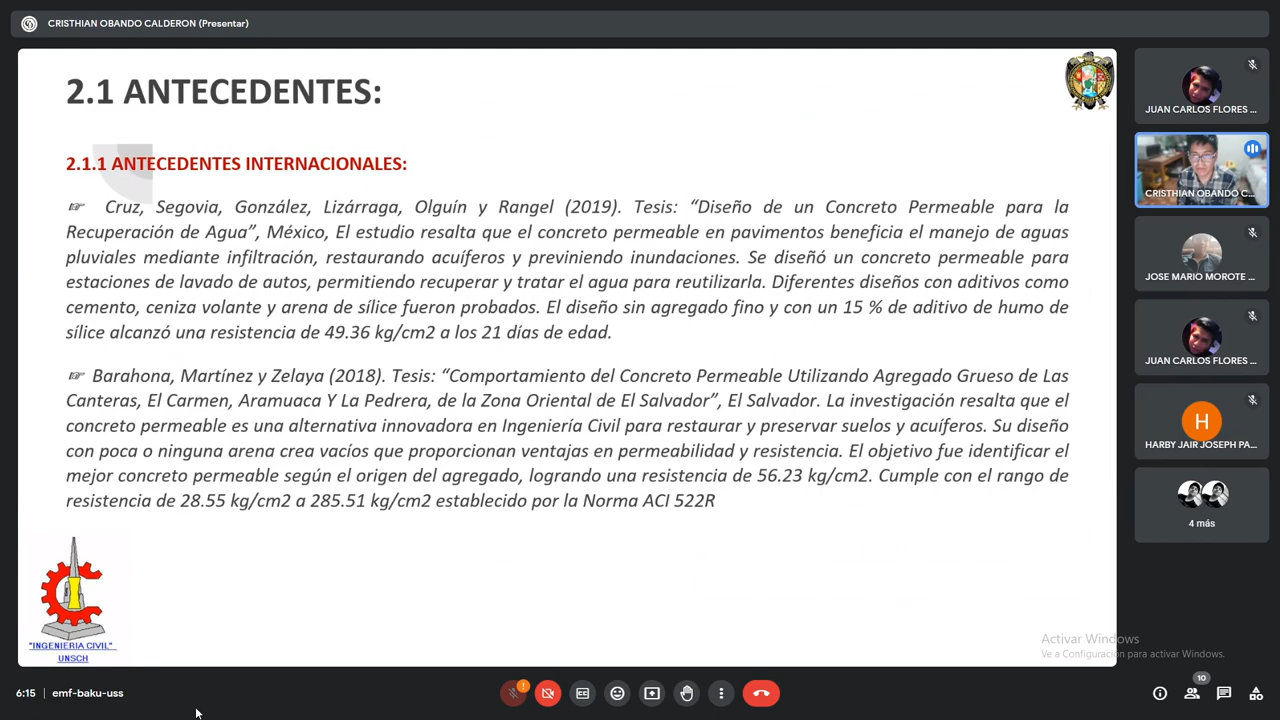 CRISTHIAN OBANDO CALDERON (Presentar)
2.1 ANTECEDENTES:
2.1.1 ANTECEDENTES INTERNACIONALES:
☞ Cruz, Segovia, González, Lizárraga, Olguín y Rangel (2019). Tesis: “Diseño de un Concreto Permeable para la
Recuperación de Agua”, México, El estudio resalta que el concreto permeable en pavimentos beneficia el manejo de aguas
pluviales mediante infiltración, restaurando acuíferos y previniendo inundaciones. Se diseñó un concreto permeable para
estaciones de lavado de autos, permitiendo recuperar y tratar el agua para reutilizarla. Diferentes diseños con aditivos como
cemento, ceniza volante y arena de sílice fueron probados. El diseño sin agregado fino y con un 15 % de aditivo de humo de
sílice alcanzó una resistencia de 49.36 kg/cm2 a los 21 días de edad.
☞ Barahona, Martínez y Zelaya (2018). Tesis: “Comportamiento del Concreto Permeable Utilizando Agregado Grueso de Las
Canteras, El Carmen, Aramuaca Y La Pedrera, de la Zona Oriental de El Salvador”, El Salvador. La investigación resalta que el
concreto permeable es una alternativa innovadora en Ingeniería Civil para restaurar y preservar suelos y acuíferos. Su diseño
con poca o ninguna arena crea vacíos que proporcionan ventajas en permeabilidad y resistencia. El objetivo fue identificar el
mejor concreto permeable según el origen del agregado, logrando una resistencia de 56.23 kg/cm2. Cumple con el rango de
resistencia de 28.55 kg/cm2 a 285.51 kg/cm2 establecido por la Norma ACI 522R
"INGENIERIA CIVIL"
UNSCH
JUAN CARLOS FLORES ...
CRISTHIAN OBANDO C...
JOSE MARIO MOROTE ...
JUAN CARLOS FLORES ...
H
HARBY JAIR JOSEPH PA...
4 más
Activar Windows
Ve a Configuración para activar Windows.
6:15
emf-baku-uss
10